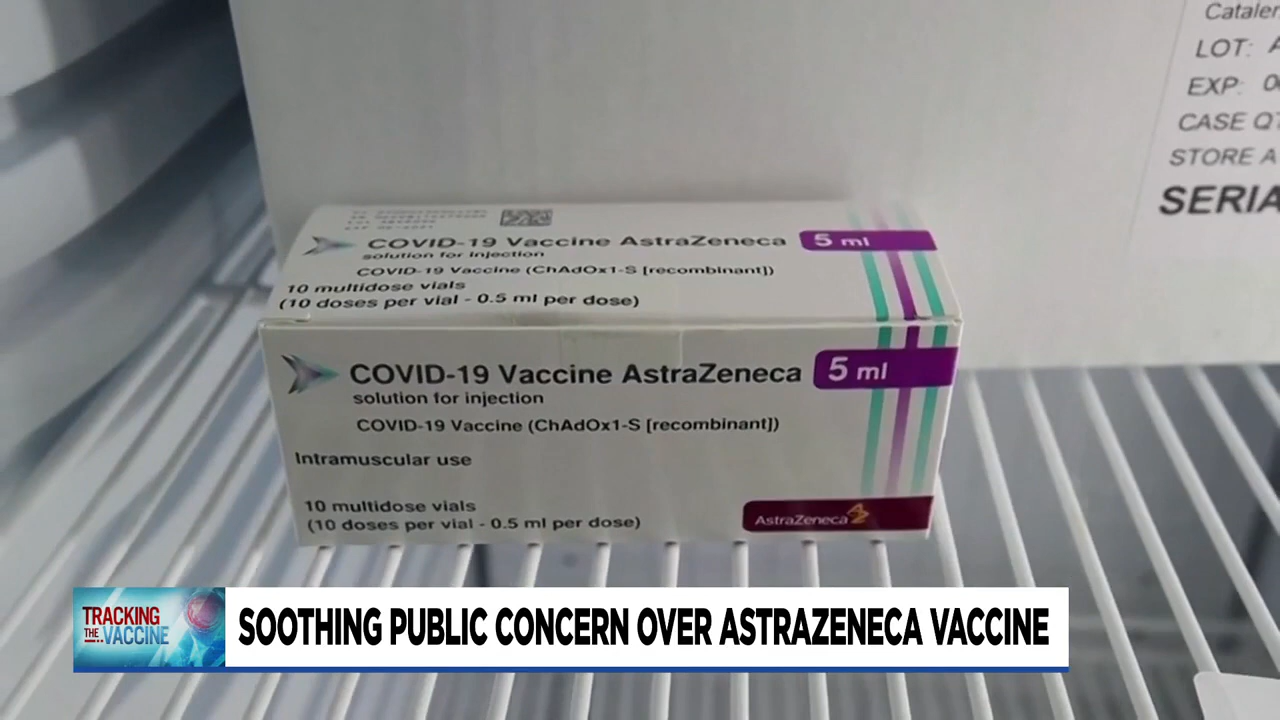 Catalen
LOT: A
EXP: 0
CASE QT
STORE A
SERIA
COVID-19 Vaccine AstraZeneca 5 ml
solution for injection
COVID-19 Vaccine (ChAdOx1-S [recombinant])
10 multidose vials
(10 doses per vial - 0.5 ml per dose)
COVID-19 Vaccine AstraZeneca 5 ml
solution for injection
COVID-19 Vaccine (ChAdOx1-S [recombinant])
Intramuscular use
10 multidose vials
(10 doses per vial - 0.5 ml per dose)
AstraZeneca
TRACKING
THE VACCINE
SOOTHING PUBLIC CONCERN OVER ASTRAZENECA VACCINE